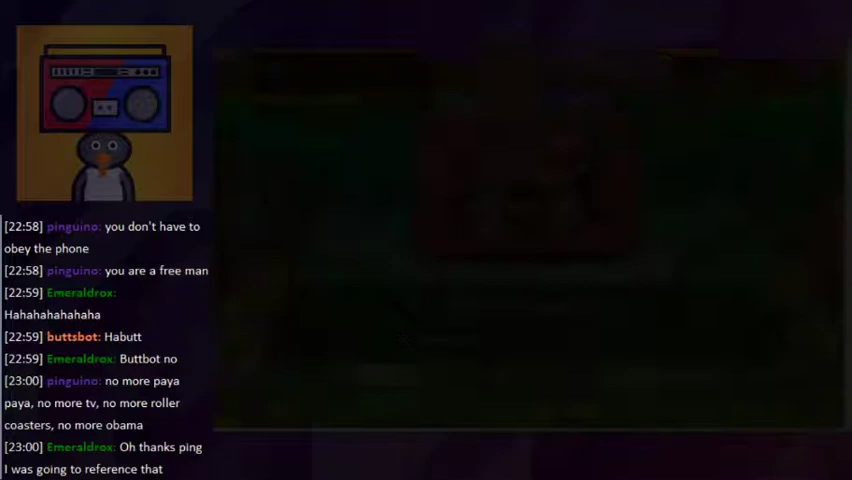 [22:58] pinguino: you don't have to
obey the phone
[22:58] pinguino: you are a free man
[22:59] Emeraldrox:
Hahahahahahaha
[22:59] buttsbot: Habutt
[22:59] Emeraldrox: Buttbot no
[23:00] pinguino: no more paya
paya, no more tv, no more roller
coasters, no more obama
[23:00] Emeraldrox: Oh thanks ping
I was going to reference that